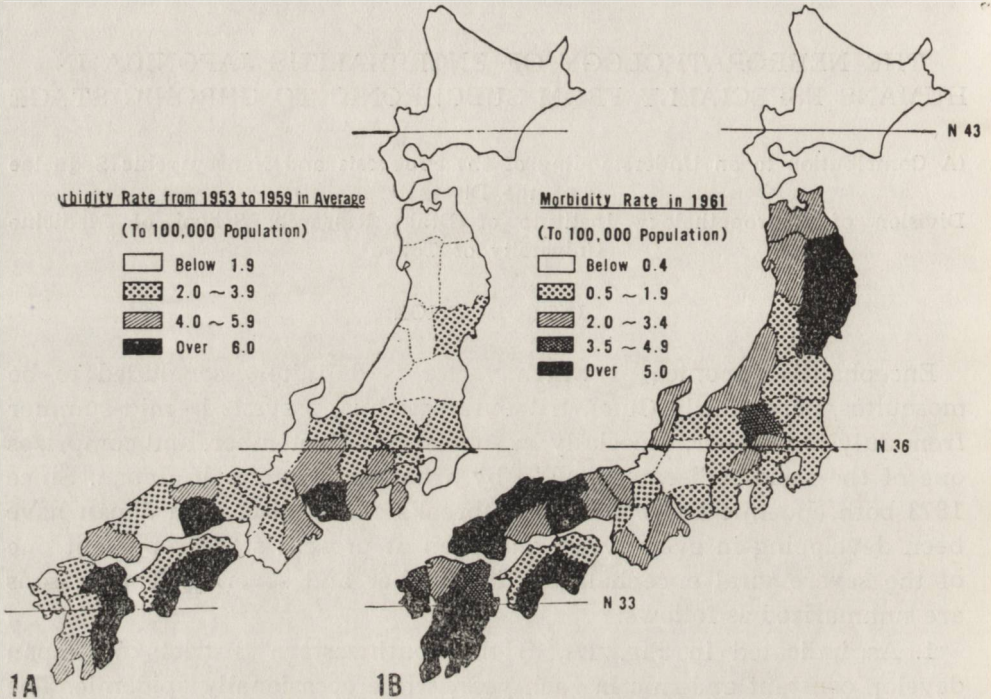 N 43
Morbidity Rate from 1953 to 1959 in Average
(To 100,000 Population)
Below 1.9
2.0 ~ 3.9
4.0 ~ 5.9
Over 6.0
Morbidity Rate in 1961
(To 100,000 Population)
Below 0.4
0.5 ~ 1.9
2.0 ~ 3.4
3.5 ~ 4.9
Over 5.0
N 36
N 33
1A
1B